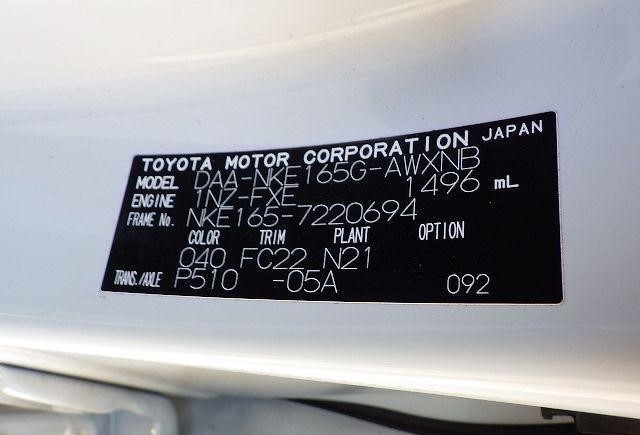 TOYOTA MOTOR CORPORATION JAPAN
MODEL DAA-NKE165G-AWXNB
ENGINE 1NZ-FXE 1496 mL
FRAME No. NKE165-7220694
COLOR TRIM PLANT OPTION
040 FC22 N21
TRANS./AXLE P510 -05A 092